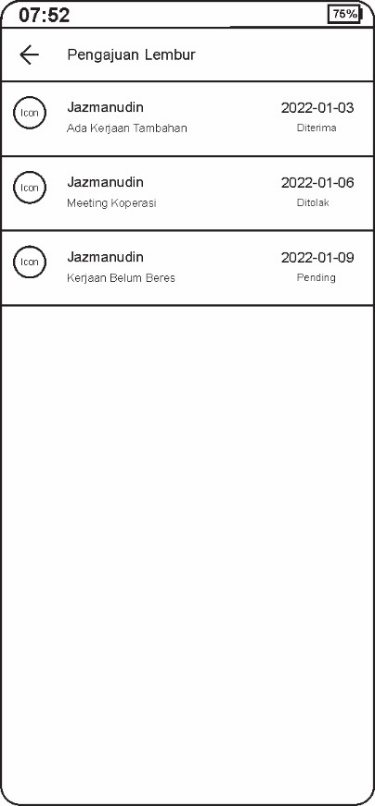 07:52 75%
Pengajuan Lembur
Icon Jazmanudin 2022-01-03
Ada Kerjaan Tambahan Diterima
Icon Jazmanudin 2022-01-06
Meeting Koperasi Ditolak
Icon Jazmanudin 2022-01-09
Kerjaan Belum Beres Pending